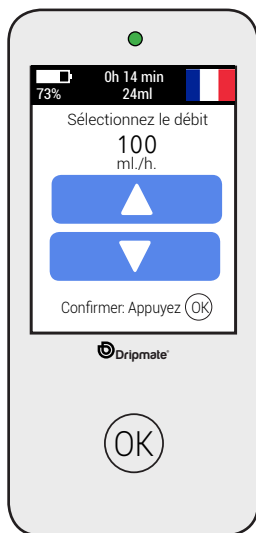 0h 14 min
73%
24ml
Sélectionnez le débit
100
ml./h.
Confirmer: Appuyez OK
Dripmate
OK